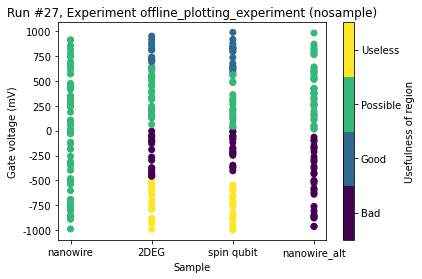 Run #27, Experiment offline_plotting_experiment (nosample)
1000
750
500
250
0
-250
-500
-750
-1000
Gate voltage (mV)
nanowire
2DEG
spin qubit
nanowire_alt
Sample
Useless
Possible
Good
Bad
Usefulness of region